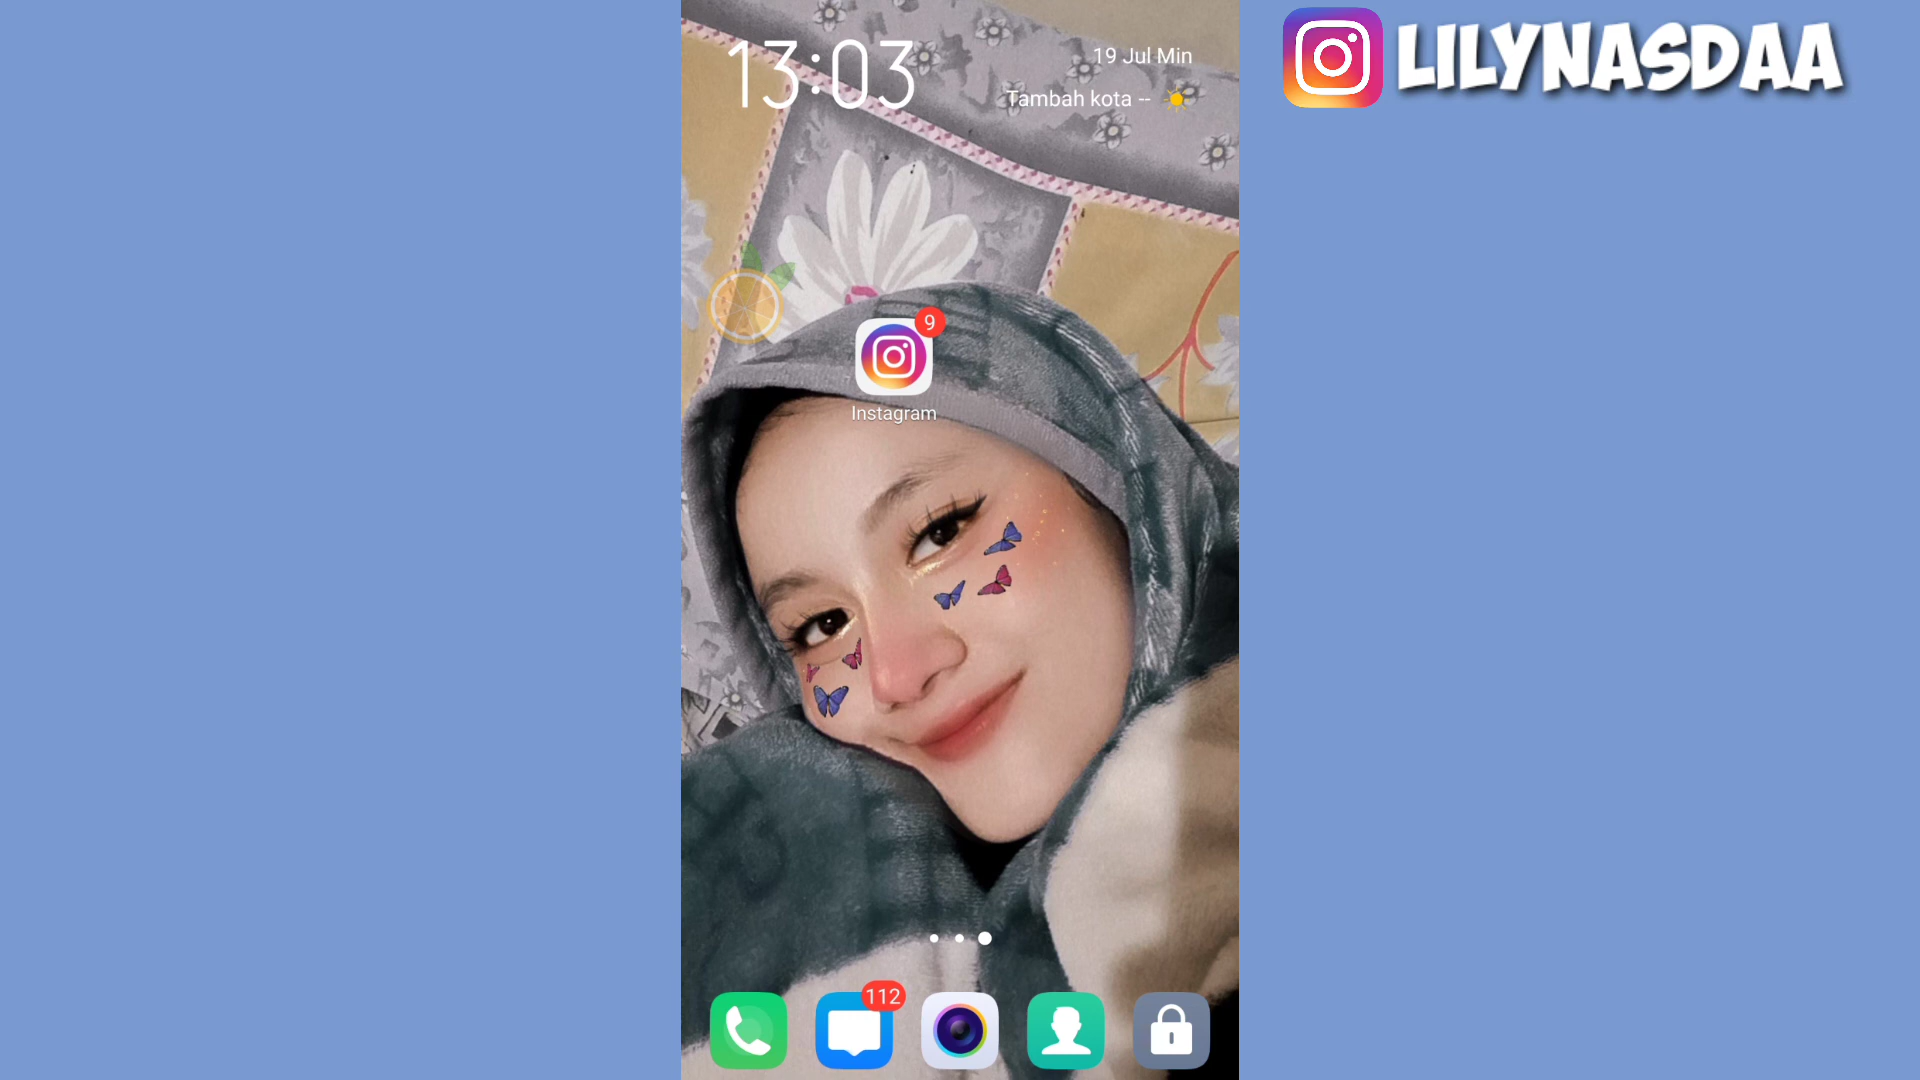 13:03
19 Jul Min
Tambah kota --
LILYNASDAA
9
Instagram
112